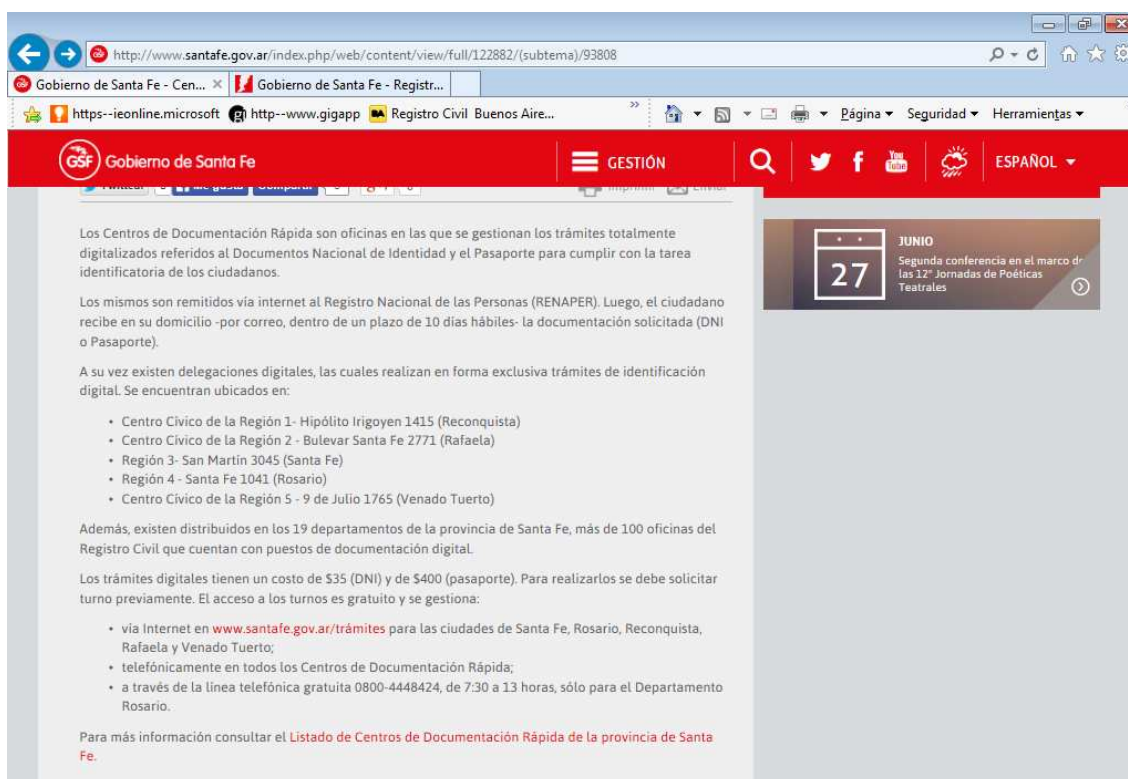 http://www.santafe.gov.ar/index.php/web/content/view/full/122882/(subtema)/93808
Gobierno de Santa Fe - Cen...
Gobierno de Santa Fe - Registr...
https--ieonline.microsoft
http--www.gigapp
Registro Civil Buenos Aire...
Página
Seguridad
Herramientas
GSF Gobierno de Santa Fe
GESTIÓN
You Tube
ESPAÑOL
Los Centros de Documentación Rápida son oficinas en las que se gestionan los trámites totalmente
digitalizados referidos al Documentos Nacional de Identidad y el Pasaporte para cumplir con la tarea
identificatoria de los ciudadanos.
Los mismos son remitidos vía internet al Registro Nacional de las Personas (RENAPER). Luego, el ciudadano
recibe en su domicilio -por correo, dentro de un plazo de 10 días hábiles- la documentación solicitada (DNI
o Pasaporte).
A su vez existen delegaciones digitales, las cuales realizan en forma exclusiva trámites de identificación
digital. Se encuentran ubicados en:
• Centro Cívico de la Región 1- Hipólito Irigoyen 1415 (Reconquista)
• Centro Cívico de la Región 2 - Bulevar Santa Fe 2771 (Rafaela)
• Región 3- San Martín 3045 (Santa Fe)
• Región 4 - Santa Fe 1041 (Rosario)
• Centro Cívico de la Región 5 - 9 de Julio 1765 (Venado Tuerto)
Además, existen distribuidos en los 19 departamentos de la provincia de Santa Fe, más de 100 oficinas del
Registro Civil que cuentan con puestos de documentación digital.
Los trámites digitales tienen un costo de $35 (DNI) y de $400 (pasaporte). Para realizarlos se debe solicitar
turno previamente. El acceso a los turnos es gratuito y se gestiona:
• vía Internet en www.santafe.gov.ar/trámites para las ciudades de Santa Fe, Rosario, Reconquista,
Rafaela y Venado Tuerto;
• telefónicamente en todos los Centros de Documentación Rápida;
• a través de la línea telefónica gratuita 0800-4448424, de 7:30 a 13 horas, sólo para el Departamento
Rosario.
Para más información consultar el Listado de Centros de Documentación Rápida de la provincia de Santa
Fe.
27
JUNIO
Segunda conferencia en el marco de
las 12° Jornadas de Poéticas
Teatrales